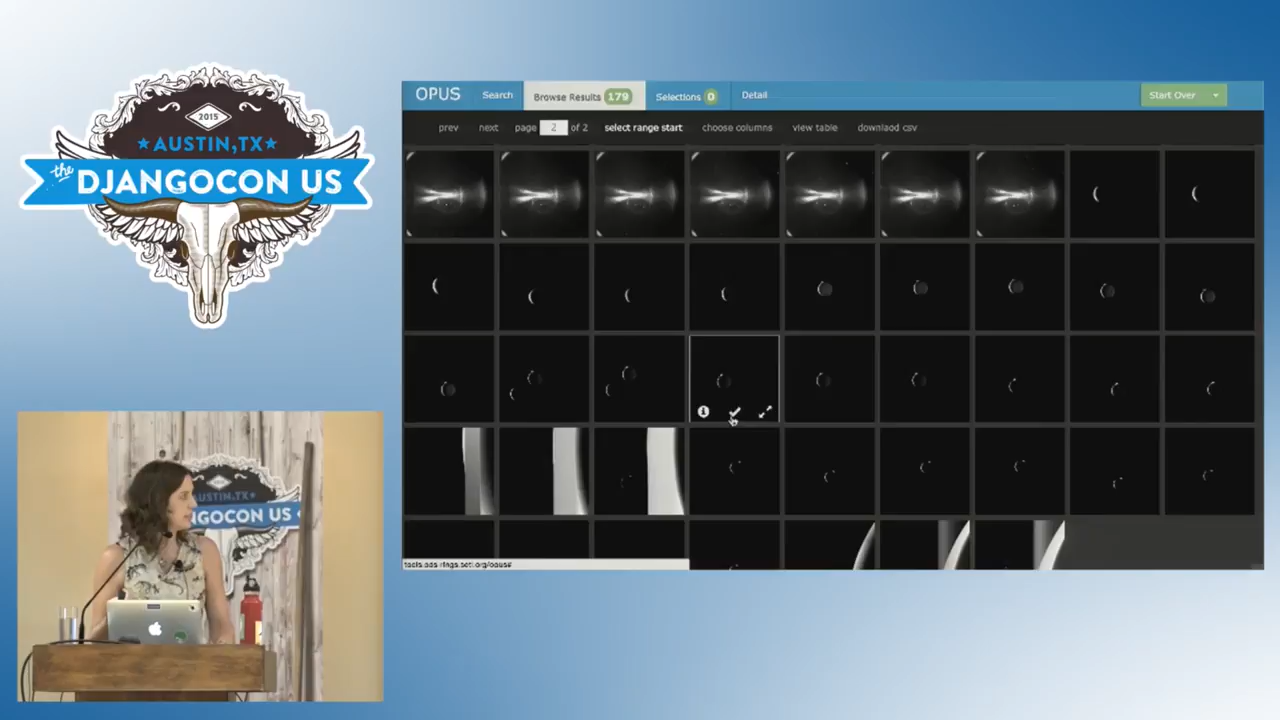 2015
AUSTIN, TX
the
DJANGOCON US
OPUS Search Browse Results 179 Selections 0 Detail Start Over
prev next page 2 of 2 select range start choose columns view table downlaod csv
tools.pds-rings.seti.org/opus#
AUSTIN, TX
NGOCON US